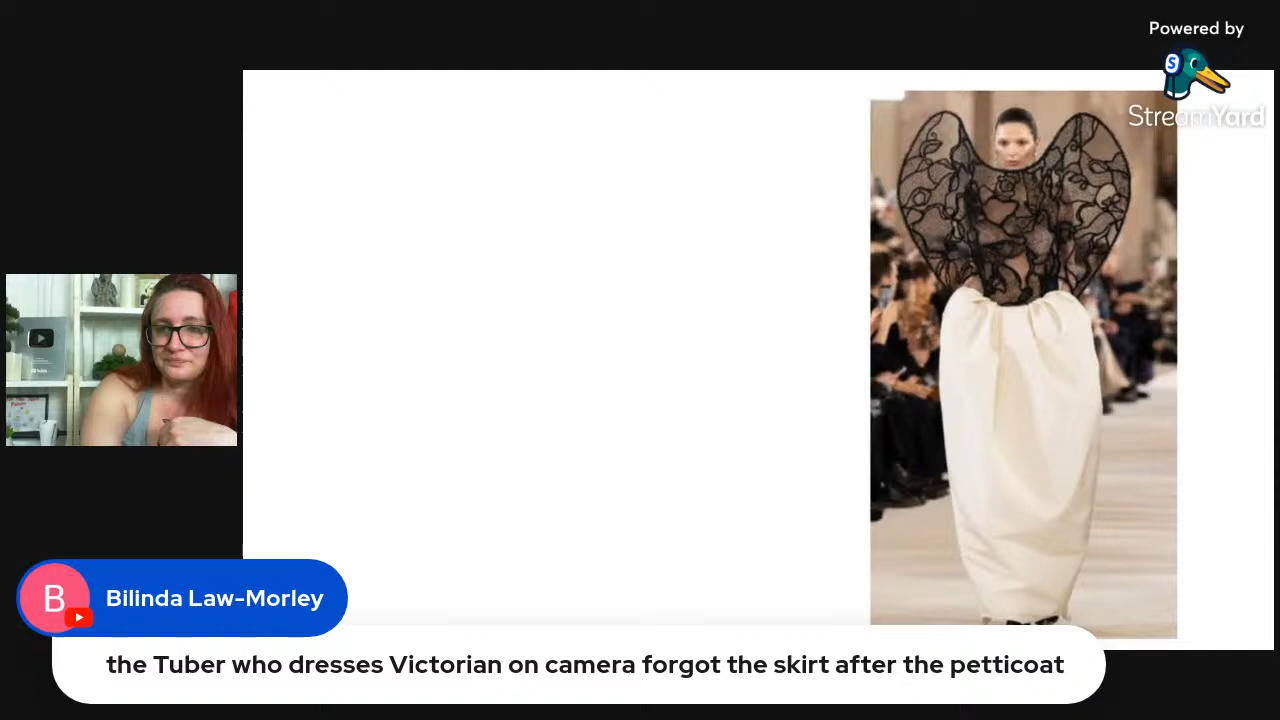 Powered by
StreamYard
B
Bilinda Law-Morley
the Tuber who dresses Victorian on camera forgot the skirt after the petticoat